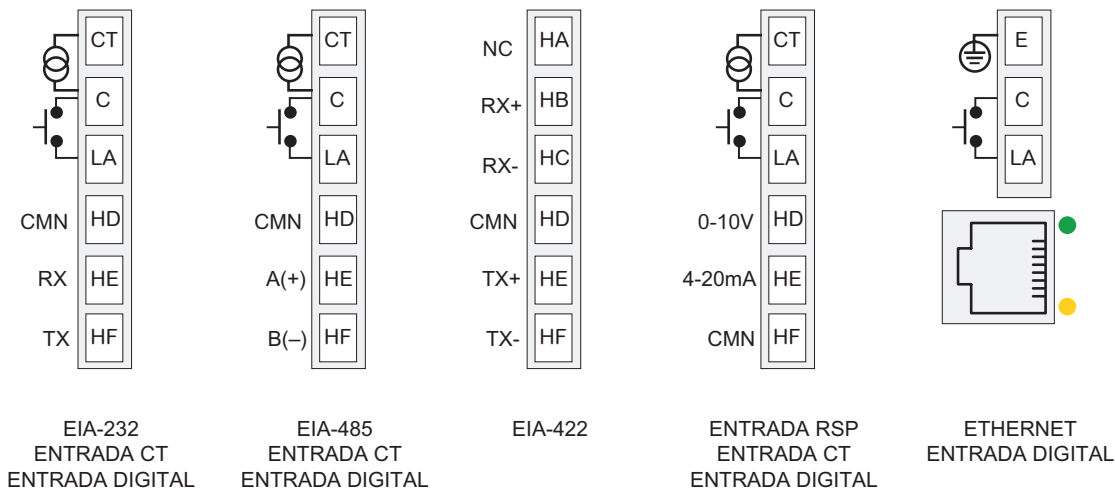 CT
C
LA
CMN HD
RX HE
TX HF
EIA-232
ENTRADA CT
ENTRADA DIGITAL
CT
C
LA
CMN HD
A(+) HE
B(–) HF
EIA-485
ENTRADA CT
ENTRADA DIGITAL
NC HA
RX+ HB
RX- HC
CMN HD
TX+ HE
TX- HF
EIA-422
CT
C
LA
0-10V HD
4-20mA HE
CMN HF
ENTRADA RSP
ENTRADA CT
ENTRADA DIGITAL
E
C
LA
ETHERNET
ENTRADA DIGITAL